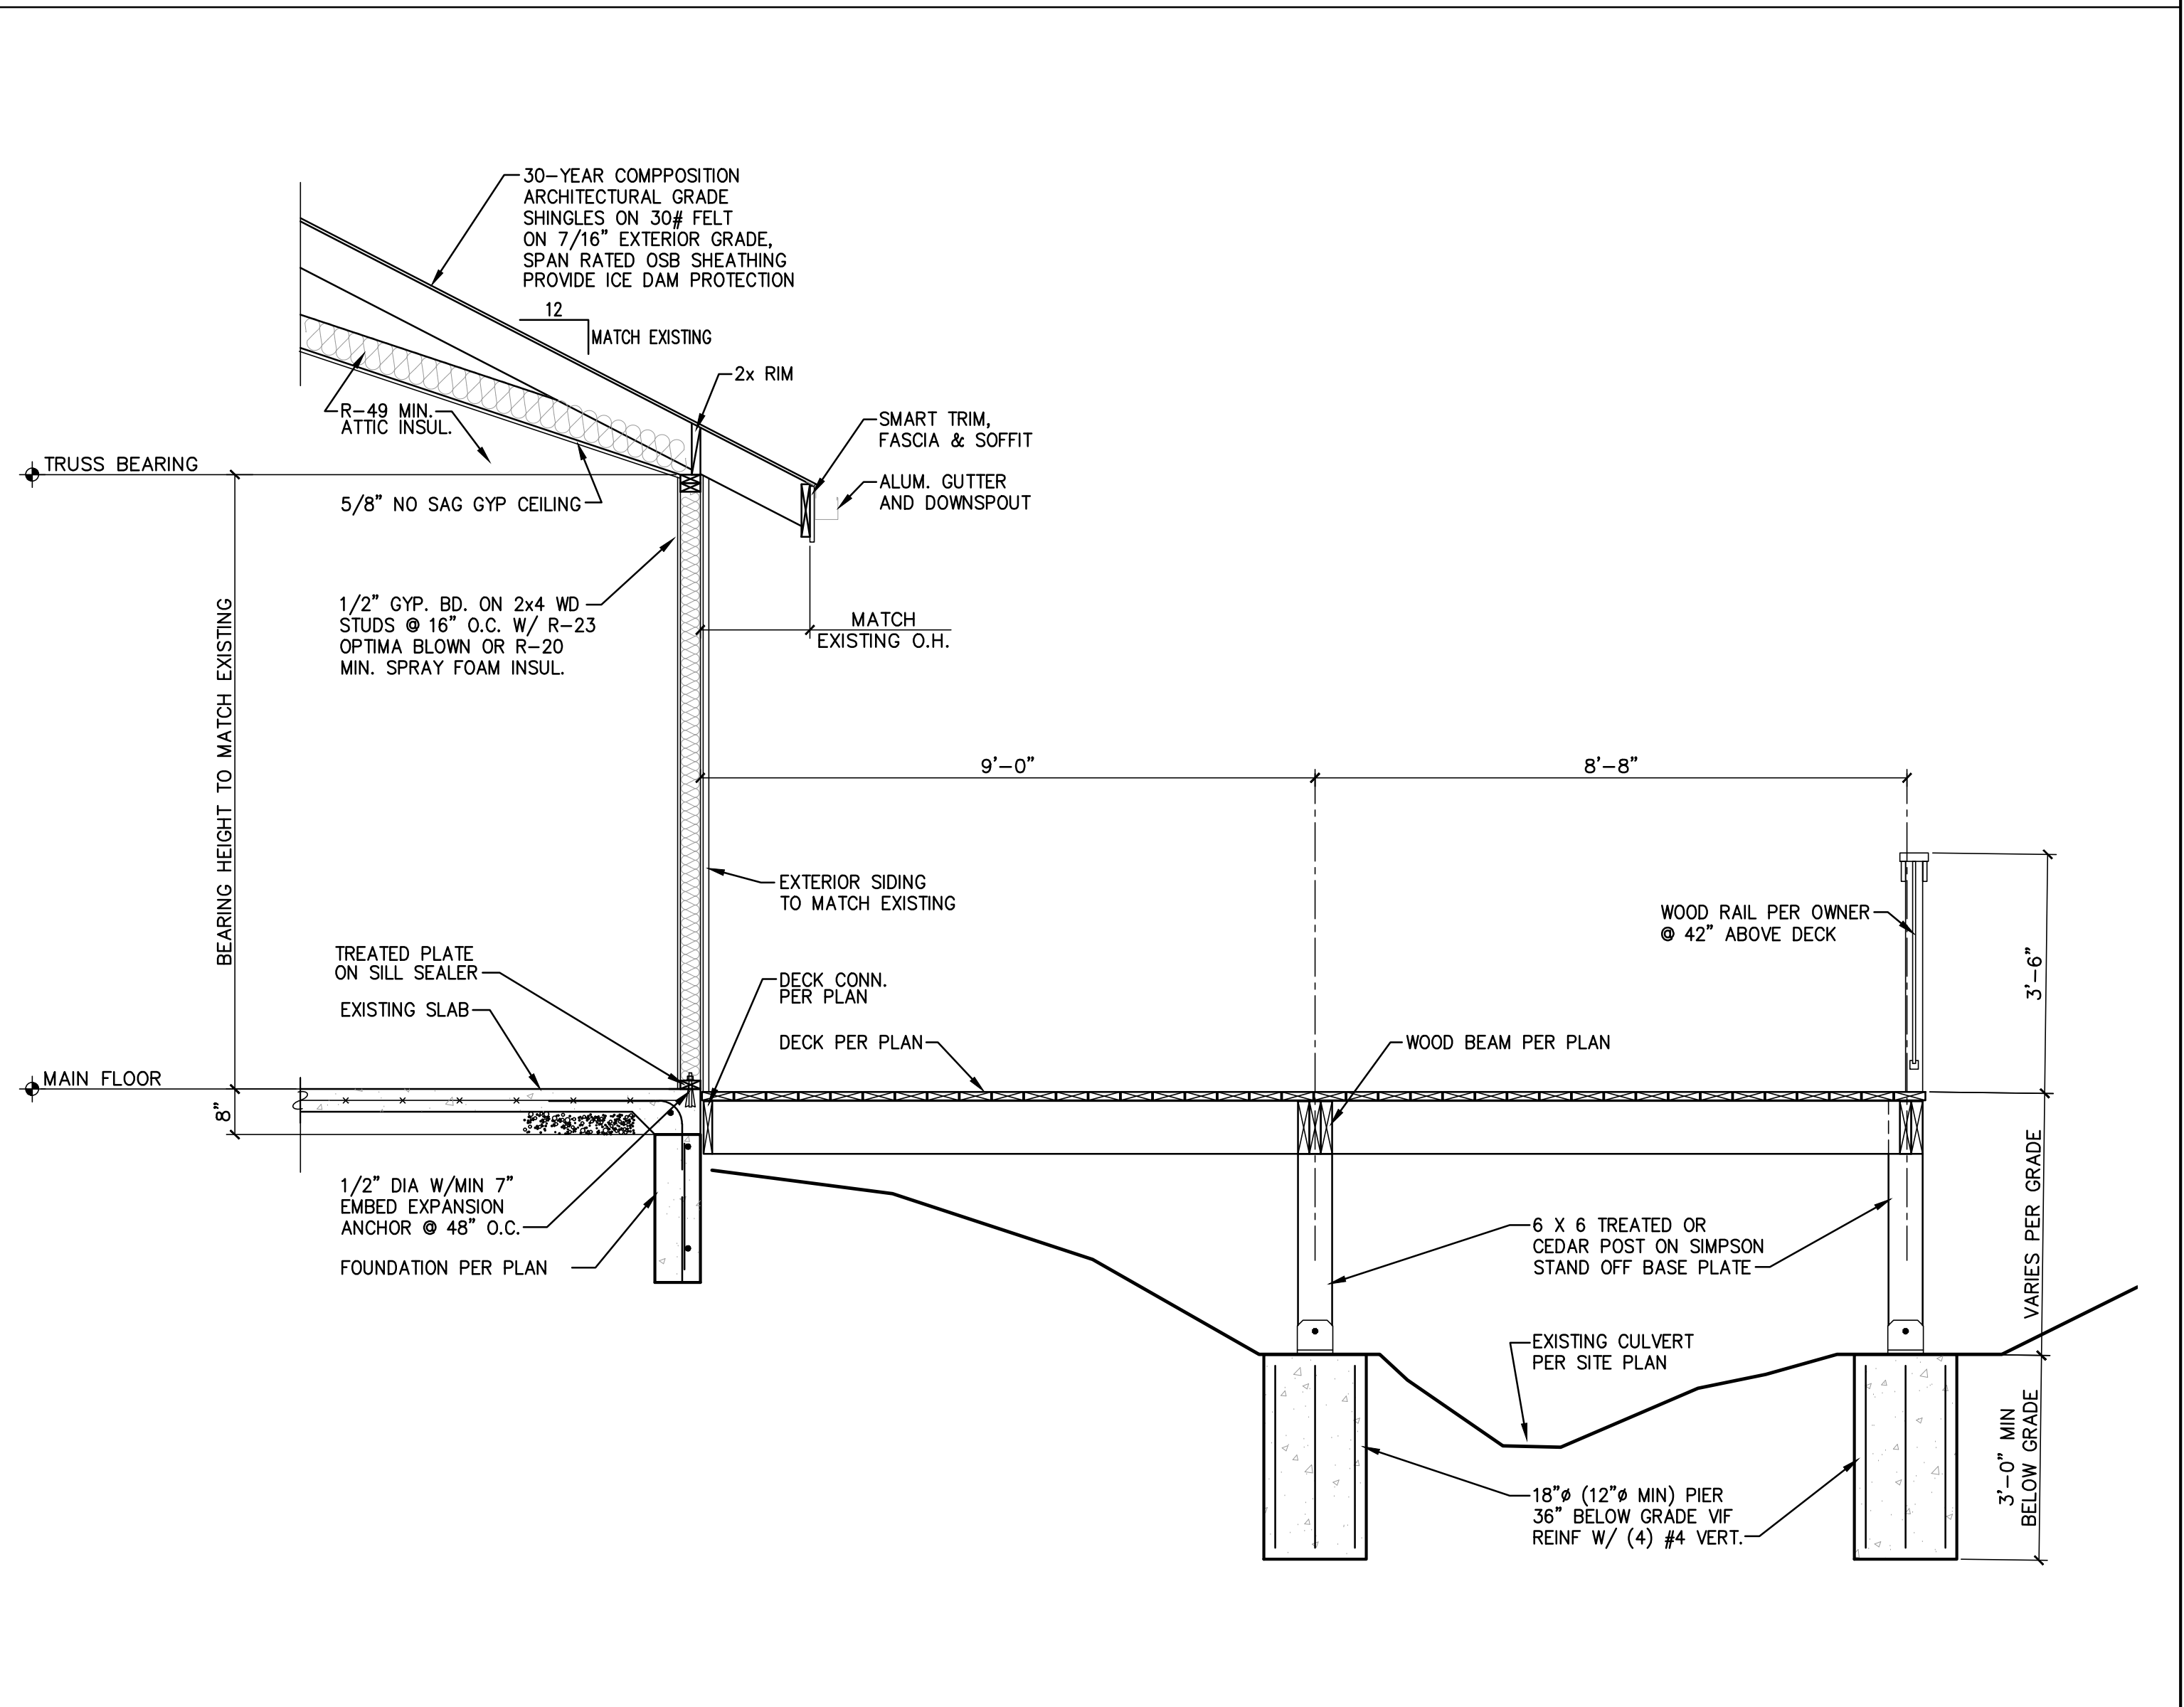 30-YEAR COMPPOSITION
ARCHITECTURAL GRADE
SHINGLES ON 30# FELT
ON 7/16" EXTERIOR GRADE,
SPAN RATED OSB SHEATHING
PROVIDE ICE DAM PROTECTION
12
MATCH EXISTING
2x RIM
R-49 MIN.
ATTIC INSUL.
SMART TRIM,
FASCIA & SOFFIT
TRUSS BEARING
ALUM. GUTTER
AND DOWNSPOUT
5/8" NO SAG GYP CEILING
1/2" GYP. BD. ON 2x4 WD
STUDS @ 16" O.C. W/ R-23
OPTIMA BLOWN OR R-20
MIN. SPRAY FOAM INSUL.
MATCH
EXISTING O.H.
BEARING HEIGHT TO MATCH EXISTING
9'-0"
8'-8"
EXTERIOR SIDING
TO MATCH EXISTING
WOOD RAIL PER OWNER
@ 42" ABOVE DECK
3'-6"
TREATED PLATE
ON SILL SEALER
DECK CONN.
PER PLAN
EXISTING SLAB
DECK PER PLAN
WOOD BEAM PER PLAN
MAIN FLOOR
8"
1/2" DIA W/MIN 7"
EMBED EXPANSION
ANCHOR @ 48" O.C.
FOUNDATION PER PLAN
6 X 6 TREATED OR
CEDAR POST ON SIMPSON
STAND OFF BASE PLATE
VARIES PER GRADE
EXISTING CULVERT
PER SITE PLAN
18"ø (12"ø MIN) PIER
36" BELOW GRADE VIF
REINF W/ (4) #4 VERT.
3'-0" MIN
BELOW GRADE